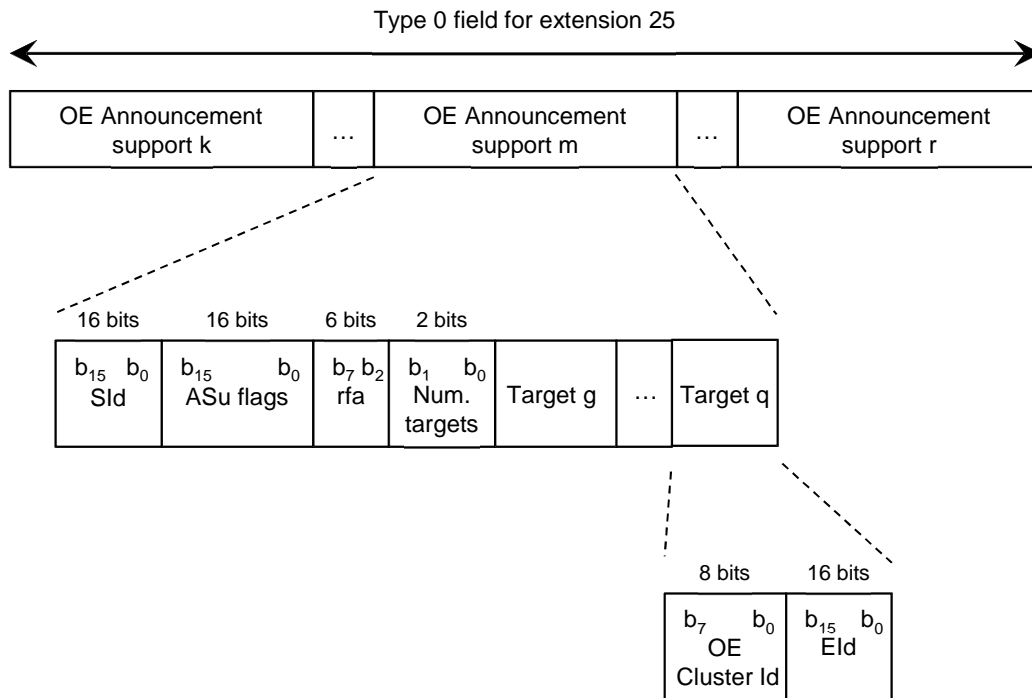 Type 0 field for extension 25
OE Announcement
support k
…
OE Announcement
support m
…
OE Announcement
support r
16 bits
16 bits
6 bits
2 bits
b15 b0
SId
b15 b0
ASu flags
b7 b2
rfa
b1 b0
Num.
targets
Target g
…
Target q
8 bits
16 bits
b7 b0
OE
Cluster Id
b15 b0
EId